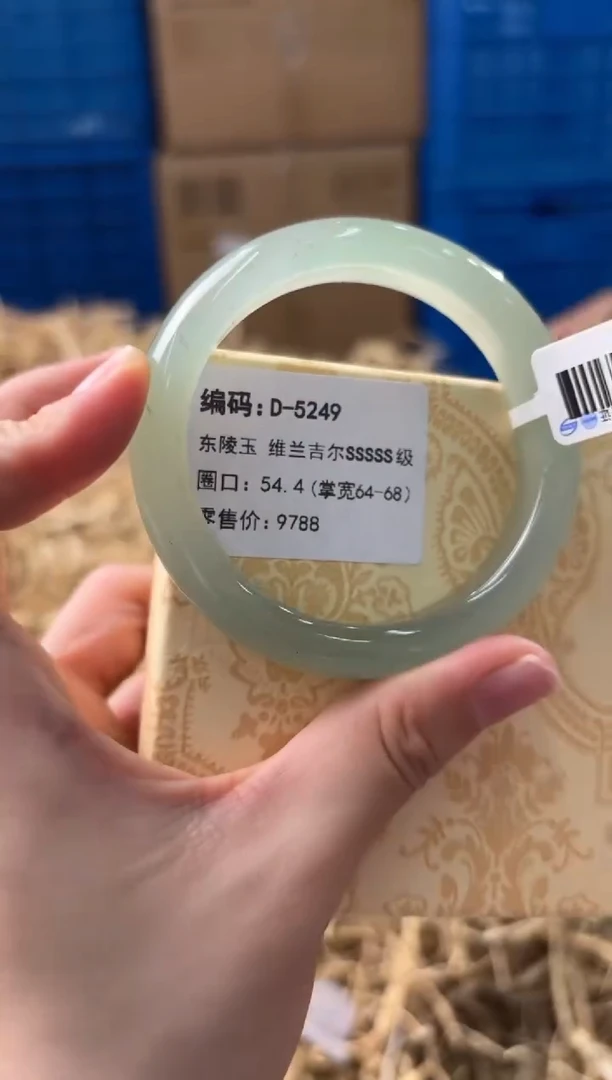 编码:D-5249
东陵玉 维兰吉尔SSSSS级
圈口: 54.4(掌宽64-68)
零售价: 9788